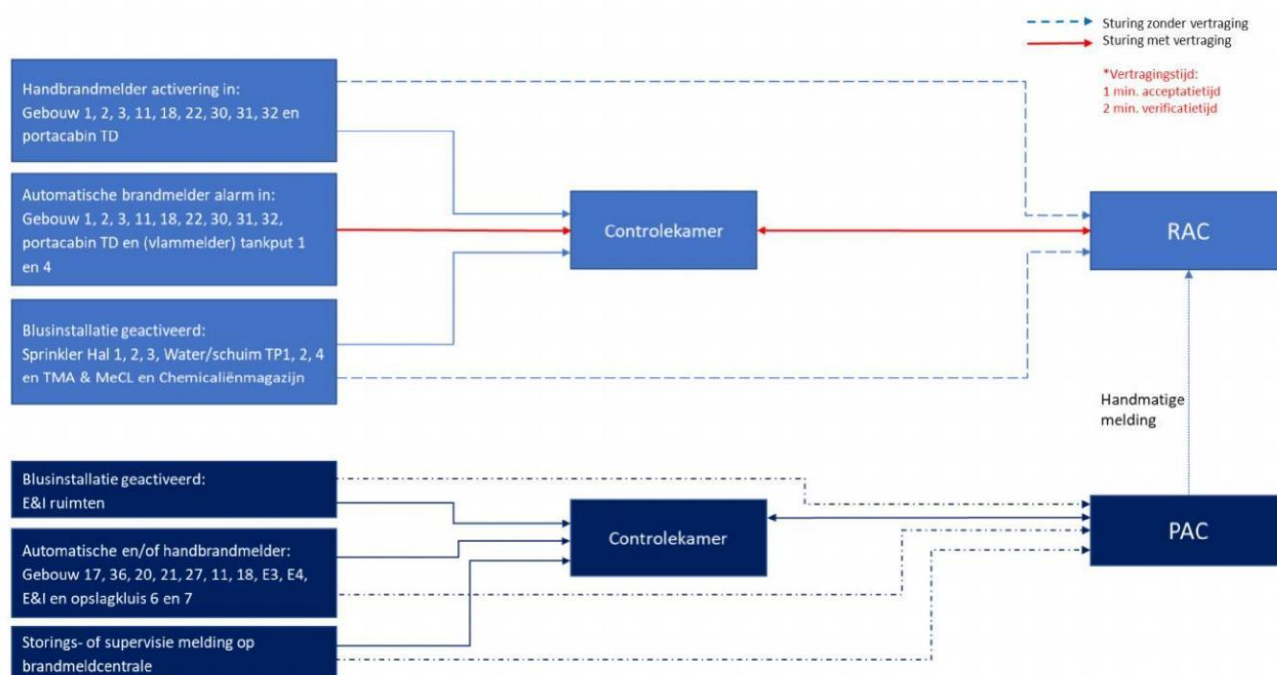 Sturing zonder vertraging
Sturing met vertraging
*Vertragingstijd:
1 min. acceptatietijd
2 min. verificatietijd
Handbrandmelder activering in:
Gebouw 1, 2, 3, 11, 18, 22, 30, 31, 32 en
portacabin TD
Automatische brandmelder alarm in:
Gebouw 1, 2, 3, 11, 18, 22, 30, 31, 32,
portacabin TD en (vlammelder) tankput 1
en 4
Controlekamer
RAC
Blusinstallatie geactiveerd:
Sprinkler Hal 1, 2, 3, Water/schuim TP1, 2, 4
en TMA & MeCL en Chemicaliënmagazijn
Handmatige
melding
Blusinstallatie geactiveerd:
E&I ruimten
Automatische en/of handbrandmelder:
Gebouw 17, 36, 20, 21, 27, 11, 18, E3, E4,
E&I en opslagkluis 6 en 7
Controlekamer
PAC
Storings- of supervisie melding op
brandmeldcentrale